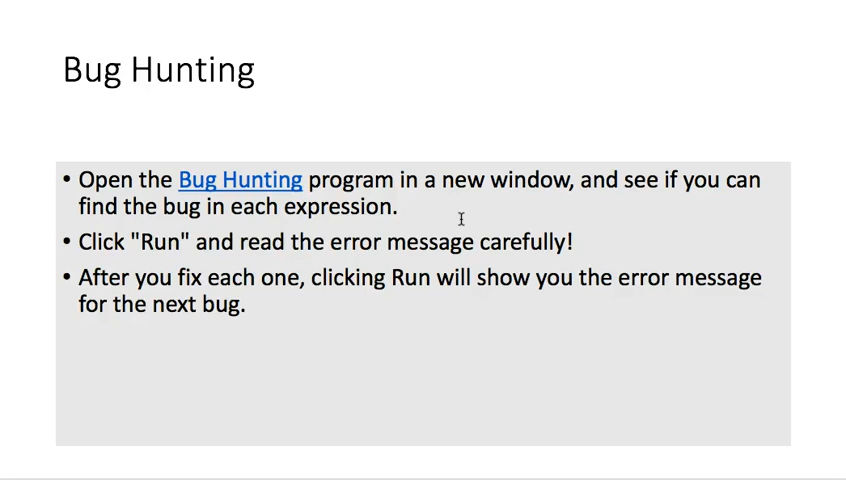 Bug Hunting
• Open the Bug Hunting program in a new window, and see if you can
find the bug in each expression.
• Click "Run" and read the error message carefully!
• After you fix each one, clicking Run will show you the error message
for the next bug.